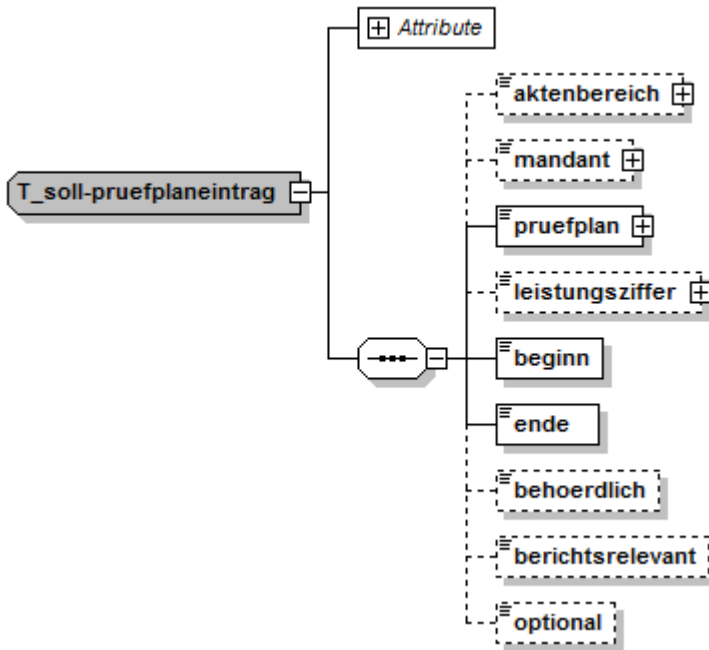 Attribute
aktenbereich
mandant
T_soll-pruefplaneintrag
pruefplan
leistungsziffer
beginn
ende
behoerdlich
berichtsrelevant
optional